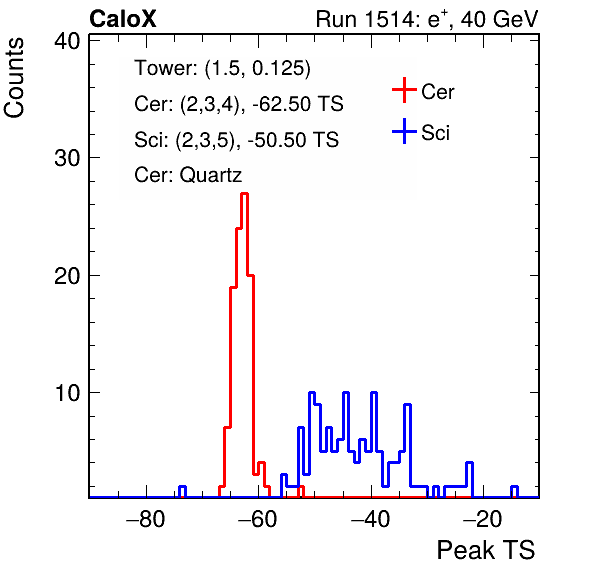 CaloX Run 1514: e⁺, 40 GeV
Counts
40
30
20
10
Tower: (1.5, 0.125)
Cer: (2,3,4), -62.50 TS
Sci: (2,3,5), -50.50 TS
Cer: Quartz
Cer
Sci
−80 −60 −40 −20
Peak TS